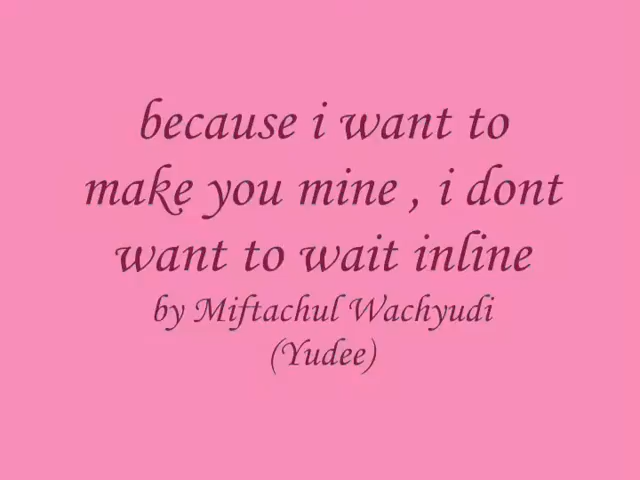 because i want to
make you mine , i dont
want to wait inline
by Miftachul Wachyudi
(Yudee)